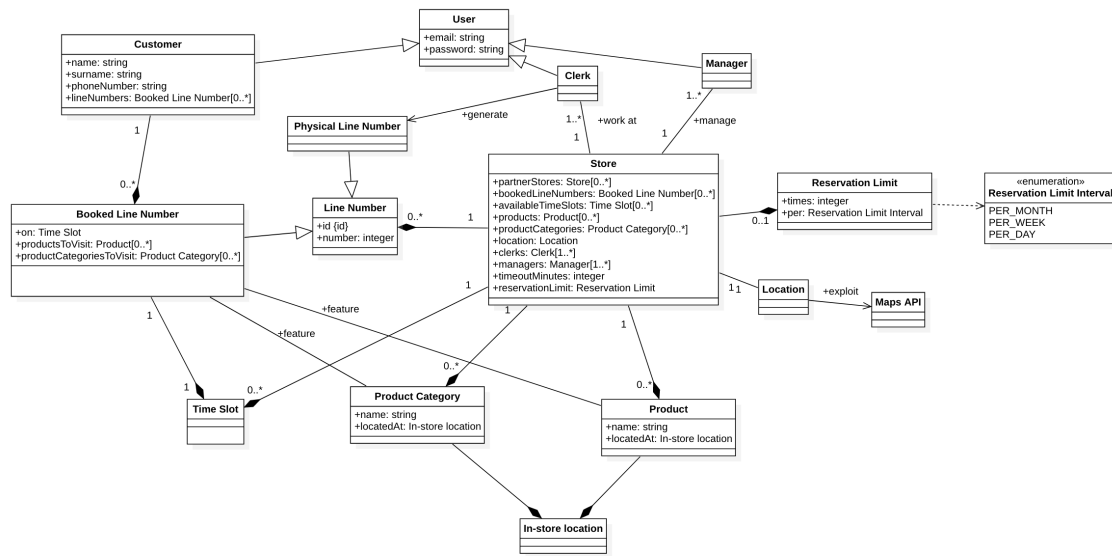 User
+email: string
+password: string
Customer
+name: string
+surname: string
+phoneNumber: string
+lineNumbers: Booked Line Number[0..*]
Clerk
Manager
+generate
1..*
+work at
1
1..*
+manage
1
1
0..*
Physical Line Number
Store
+partnerStores: Store[0..*]
+bookedLineNumbers: Booked Line Number[0..*]
+availableTimeSlots: Time Slot[0..*]
+products: Product[0..*]
+productCategories: Product Category[0..*]
+location: Location
+clerks: Clerk[1..*]
+managers: Manager[1..*]
+timeoutMinutes: integer
+reservationLimit: Reservation Limit
Reservation Limit
+times: integer
+per: Reservation Limit Interval
«enumeration»
Reservation Limit Interval
PER_MONTH
PER_WEEK
PER_DAY
Booked Line Number
+on: Time Slot
+productsToVisit: Product[0..*]
+productCategoriesToVisit: Product Category[0..*]
Line Number
+id {id}
+number: integer
0..*
1
0..1
1
1
Location
+exploit
Maps API
1
+feature
+feature
1
1
1
1
0..*
0..*
0..*
Time Slot
Product Category
+name: string
+locatedAt: In-store location
Product
+name: string
+locatedAt: In-store location
In-store location